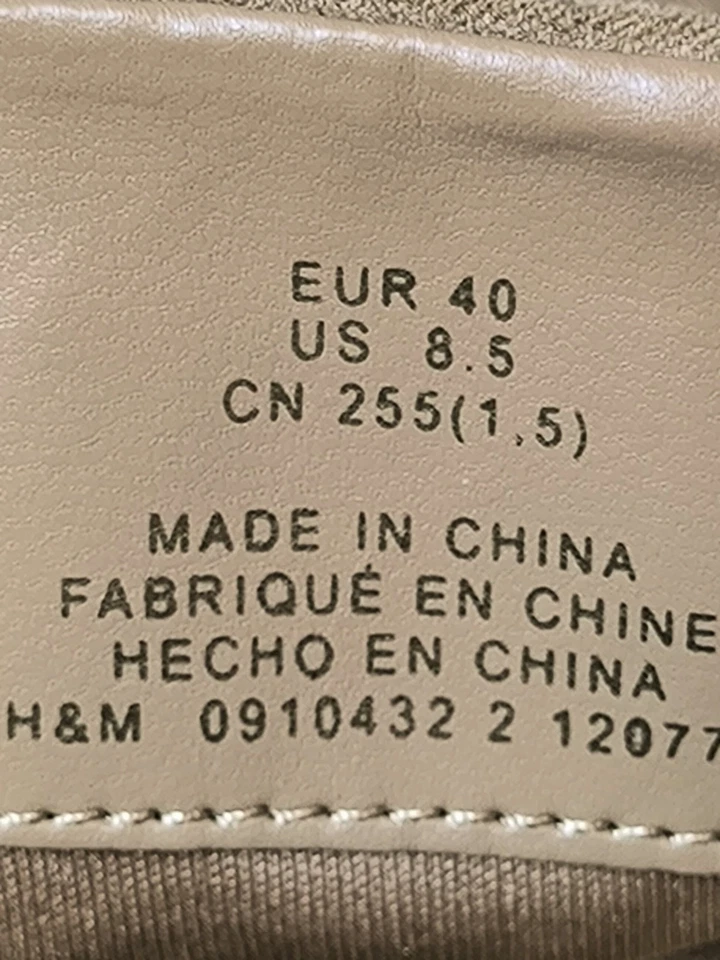 EUR 40
US 8.5
CN 255(1,5)
MADE IN CHINA
FABRIQUÉ EN CHINE
HECHO EN CHINA
H&M 0910432 2 12077